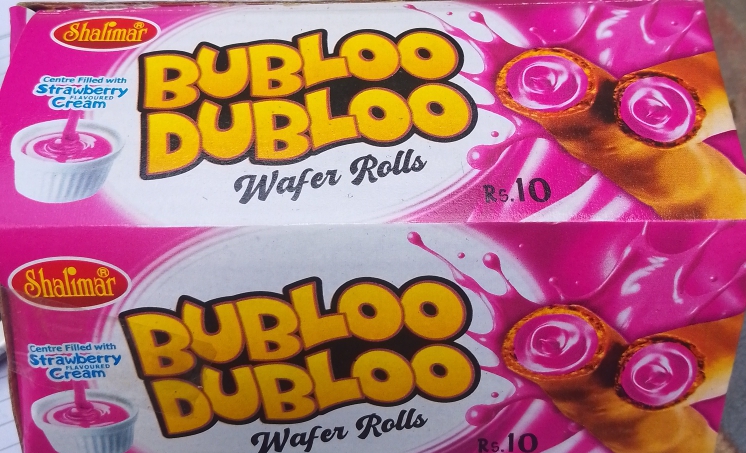 Shalimar®
Centre Filled with
Strawberry
FLAVOURED
Cream
BUBLOO
DUBLOO
Wafer Rolls
Rs.10
Shalimar®
Centre Filled with
Strawberry
FLAVOURED
Cream
BUBLOO
DUBLOO
Wafer Rolls
Rs.10